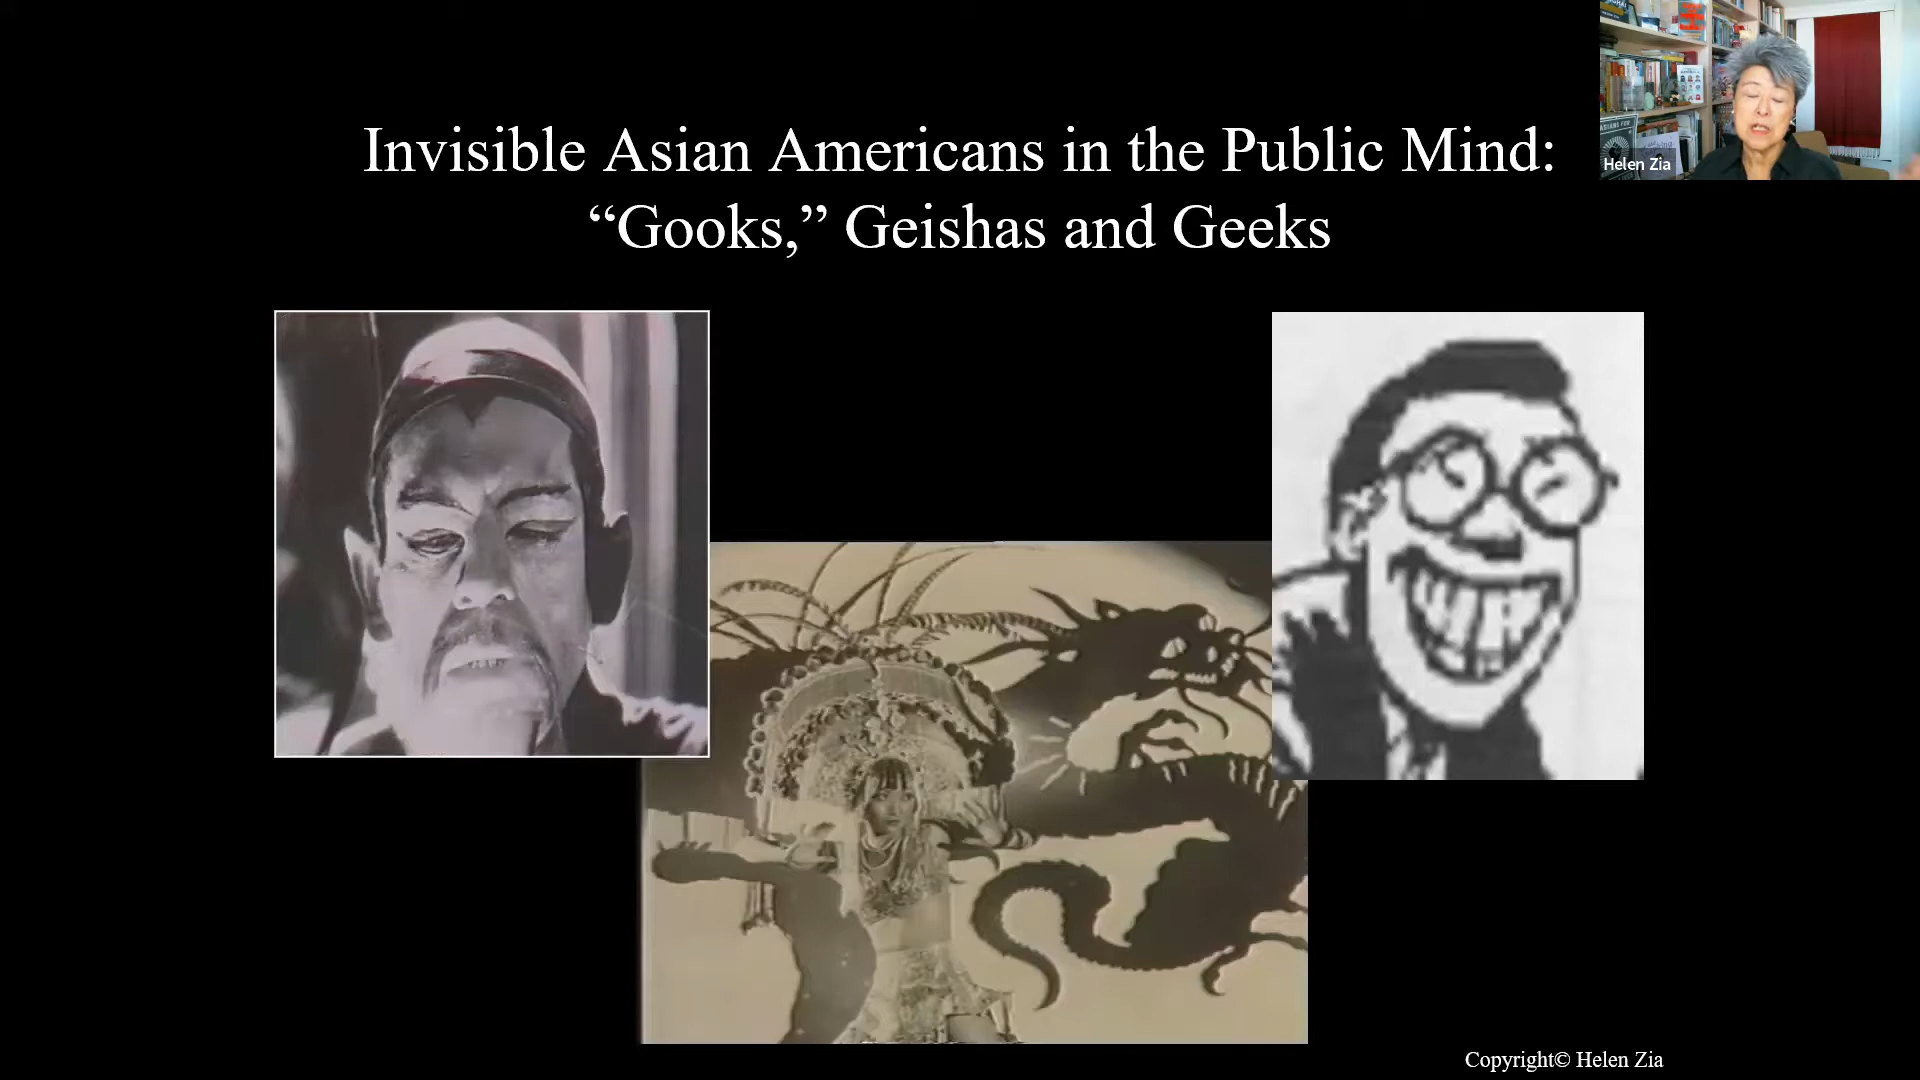 Invisible Asian Americans in the Public Mind:
“Gooks,” Geishas and Geeks
Helen Zia
Copyright© Helen Zia